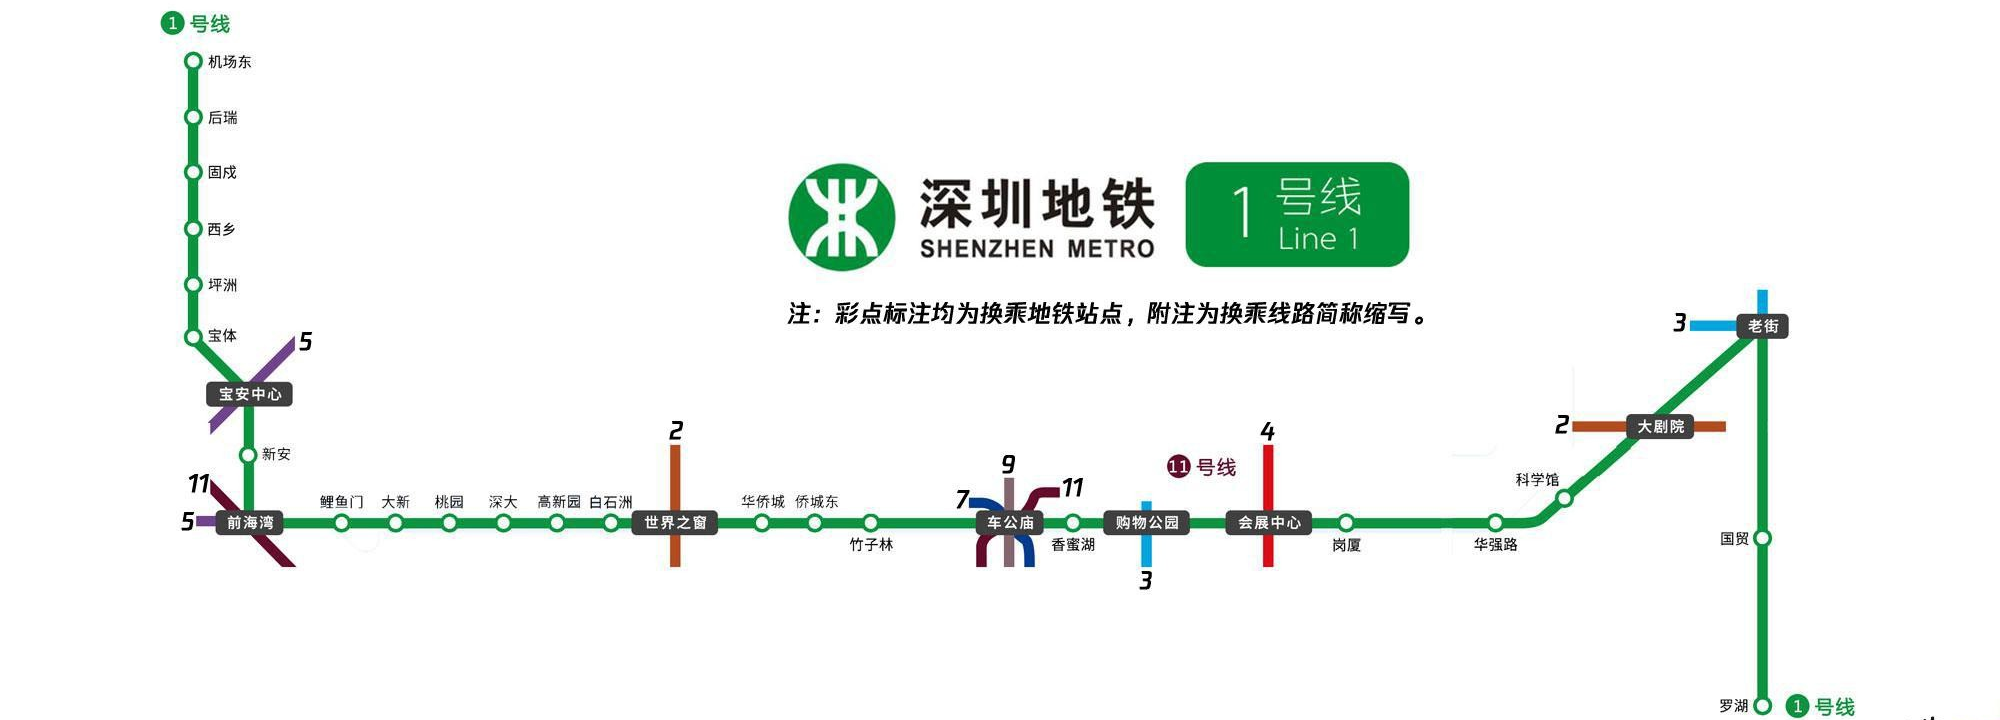 1 号线
机场东
后瑞
固戍
西乡
坪洲
宝体
5
宝安中心
新安
11
5
前海湾
鲤鱼门
大新
桃园
深大
高新园
白石洲
2
世界之窗
华侨城
侨城东
竹子林
9
7
11
车公庙
香蜜湖
购物公园
3
11 号线
4
会展中心
岗厦
华强路
科学馆
2
大剧院
3
老街
国贸
罗湖
1 号线
深圳地铁
SHENZHEN METRO
1 号线
Line 1
注：彩点标注均为换乘地铁站点，附注为换乘线路简称缩写。